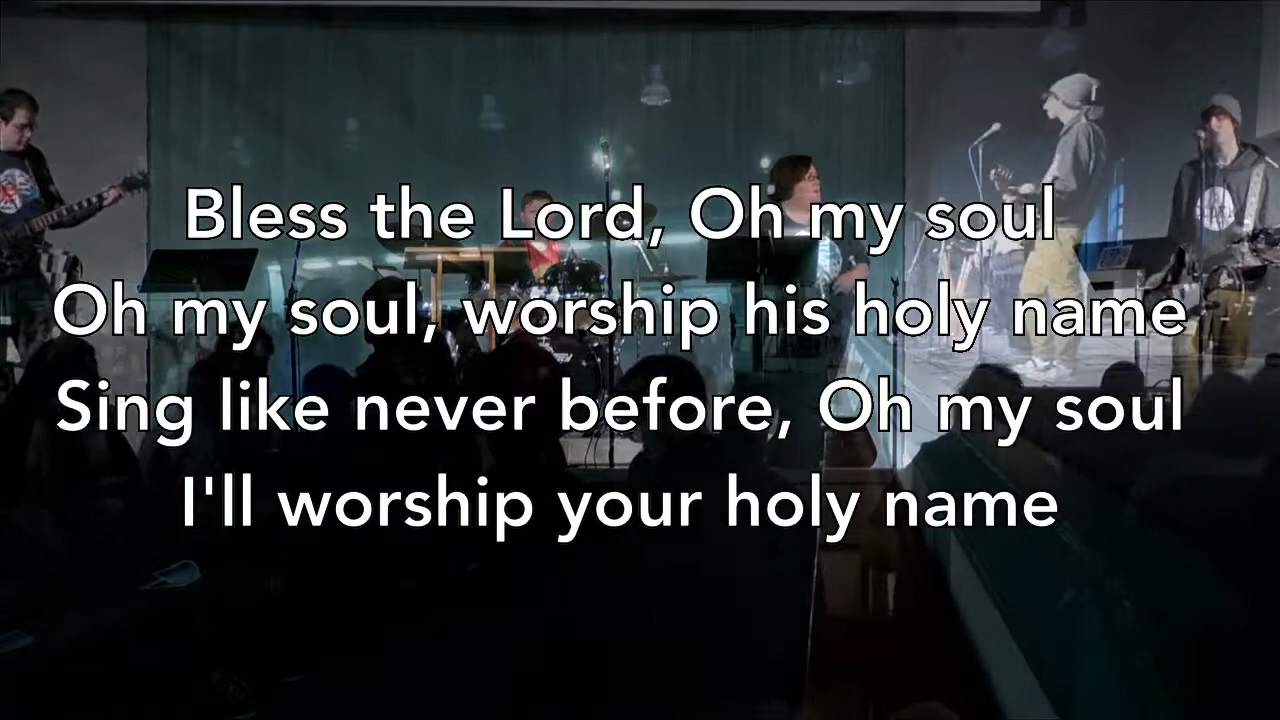 Bless the Lord, Oh my soul
Oh my soul, worship his holy name
Sing like never before, Oh my soul
I'll worship your holy name